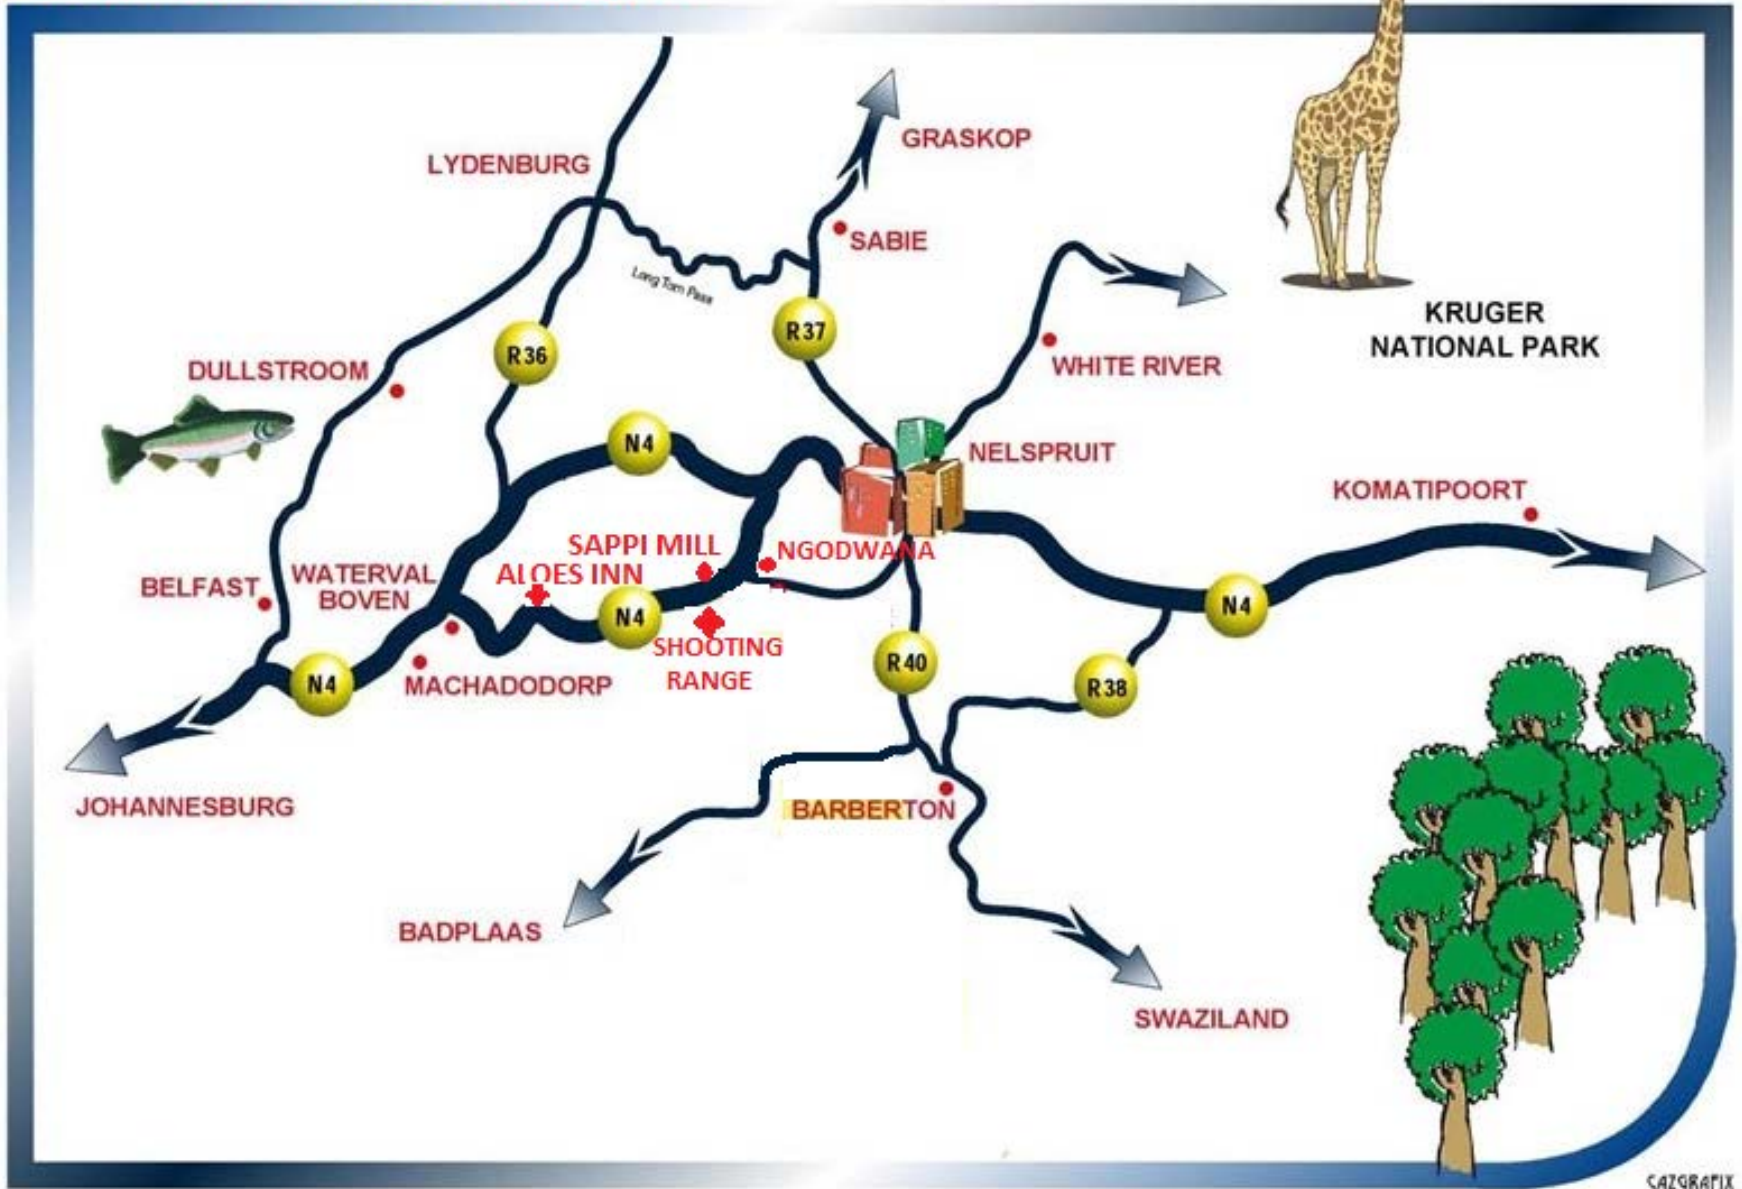 GRASKOP
LYDENBURG
SABIE
Long Tom Pass
KRUGER
NATIONAL PARK
R37
R36
WHITE RIVER
DULLSTROOM
N4
NELSPRUIT
KOMATIPOORT
SAPPI MILL
NGODWANA
ALOES INN
WATERVAL
BOVEN
BELFAST
N4
N4
SHOOTING
RANGE
R40
R38
N4
MACHADODORP
JOHANNESBURG
BARBERTON
BADPLAAS
SWAZILAND
CAZGRAFIX